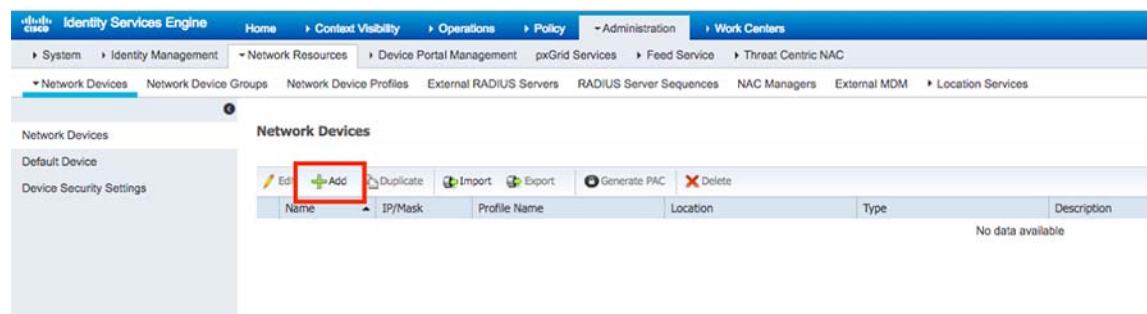 CISCO Identity Services Engine Home Context Visibility Operations Policy Administration Work Centers
System Identity Management Network Resources Device Portal Management pxGrid Services Feed Service Threat Centric NAC
Network Devices Network Device Groups Network Device Profiles External RADIUS Servers RADIUS Server Sequences NAC Managers External MDM Location Services
Network Devices
Default Device
Device Security Settings
Network Devices
Edit Add Duplicate Import Export Generate PAC Delete
Name IP/Mask Profile Name Location Type Description
No data available